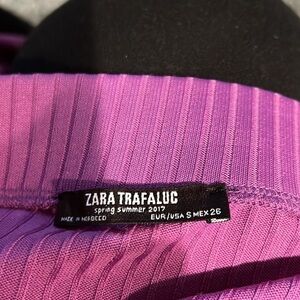 ZARA TRAFALUC
spring summer 2017
MADE IN MOROCCO EUR/USA S MEX 26